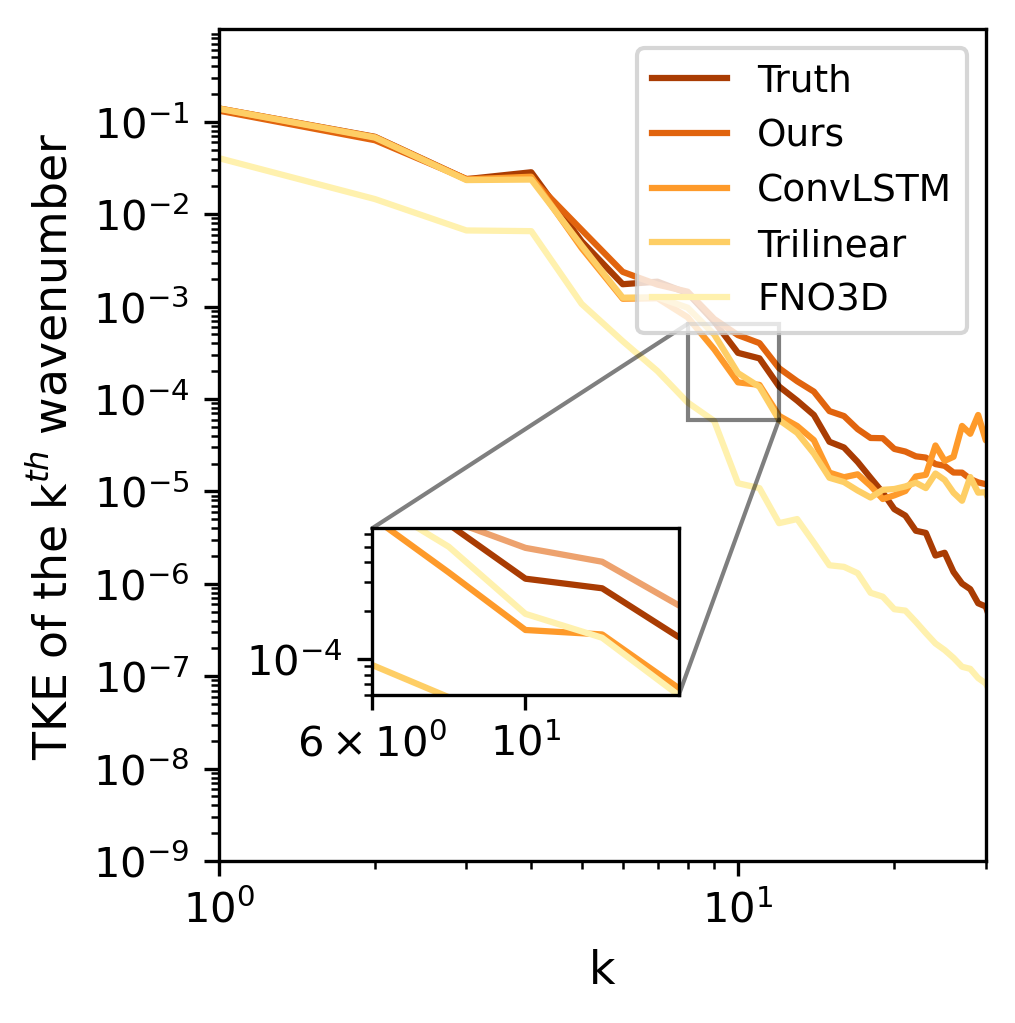 Truth
Ours
ConvLSTM
Trilinear
FNO3D
TKE of the k^{th} wavenumber
10^{-1}
10^{-2}
10^{-3}
10^{-4}
10^{-5}
10^{-6}
10^{-7}
10^{-8}
10^{-9}
10^{-4}
6 × 10^{0}
10^{1}
10^{0}
10^{1}
k